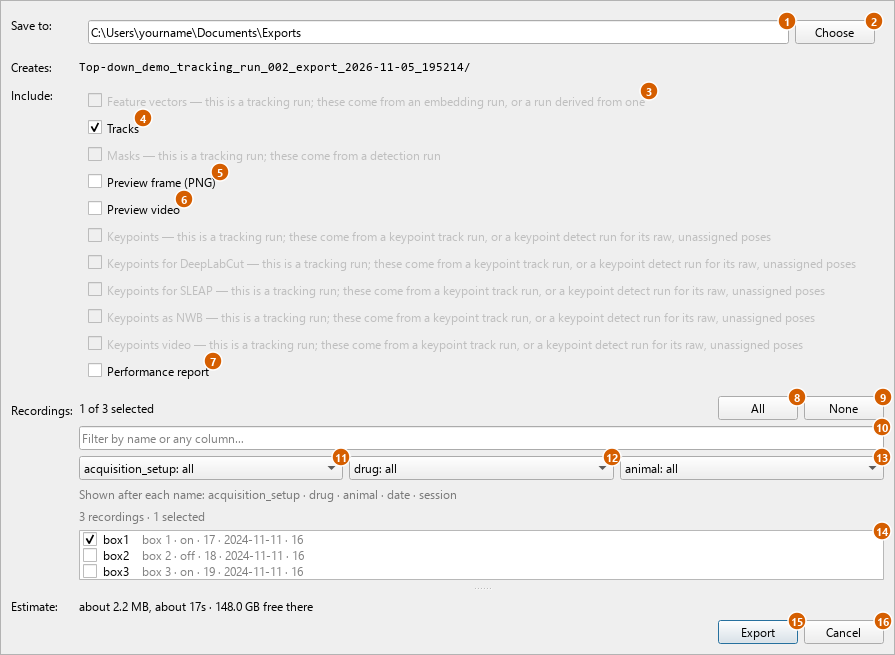 Save to:
C:\Users\yourname\Documents\Exports
1
Choose
2
Creates:
Top-down_demo_tracking_run_002_export_2026-11-05_195214/
Include:
Feature vectors — this is a tracking run; these come from an embedding run, or a run derived from one
3
Tracks
4
Masks — this is a tracking run; these come from a detection run
Preview frame (PNG)
5
Preview video
6
Keypoints — this is a tracking run; these come from a keypoint track run, or a keypoint detect run for its raw, unassigned poses
Keypoints for DeepLabCut — this is a tracking run; these come from a keypoint track run, or a keypoint detect run for its raw, unassigned poses
Keypoints for SLEAP — this is a tracking run; these come from a keypoint track run, or a keypoint detect run for its raw, unassigned poses
Keypoints as NWB — this is a tracking run; these come from a keypoint track run, or a keypoint detect run for its raw, unassigned poses
Keypoints video — this is a tracking run; these come from a keypoint track run, or a keypoint detect run for its raw, unassigned poses
Performance report
7
Recordings:
1 of 3 selected
All
8
None
9
Filter by name or any column...
10
acquisition_setup: all
11
drug: all
12
animal: all
13
Shown after each name: acquisition_setup · drug · animal · date · session
3 recordings · 1 selected
14
box1 box 1 · on · 17 · 2024-11-11 · 16
box2 box 2 · off · 18 · 2024-11-11 · 16
box3 box 3 · on · 19 · 2024-11-11 · 16
Estimate:
about 2.2 MB, about 17s · 148.0 GB free there
Export
15
Cancel
16